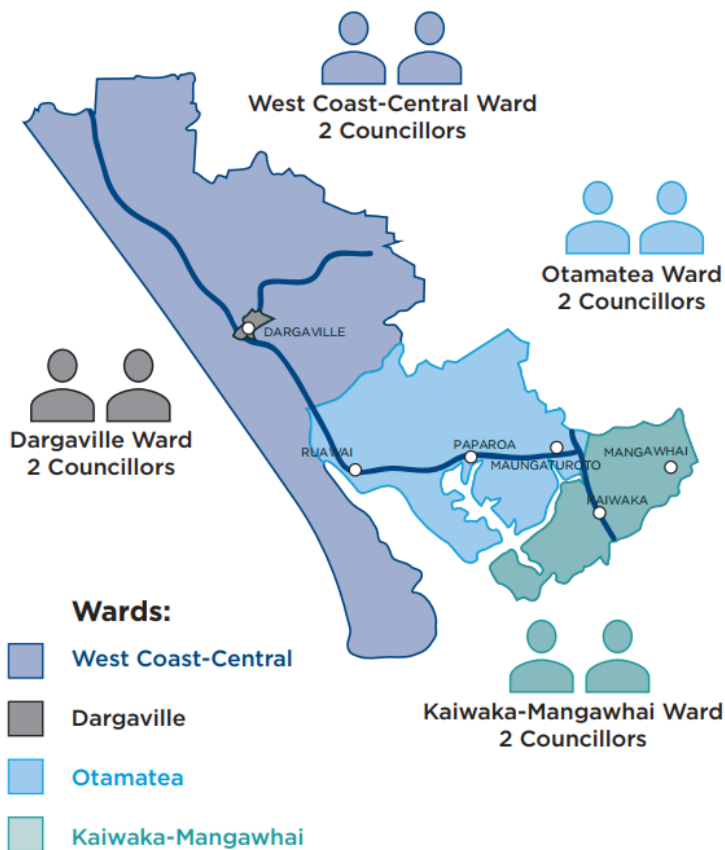 West Coast-Central Ward
2 Councillors
Otamatea Ward
2 Councillors
DARGAVILLE
Dargaville Ward
2 Councillors
RUAWAI
PAPAROA
MAUNGATUROTO
MANGAWHAI
KAIWAKA
Wards:
West Coast-Central
Dargaville
Otamatea
Kaiwaka-Mangawhai
Kaiwaka-Mangawhai Ward
2 Councillors